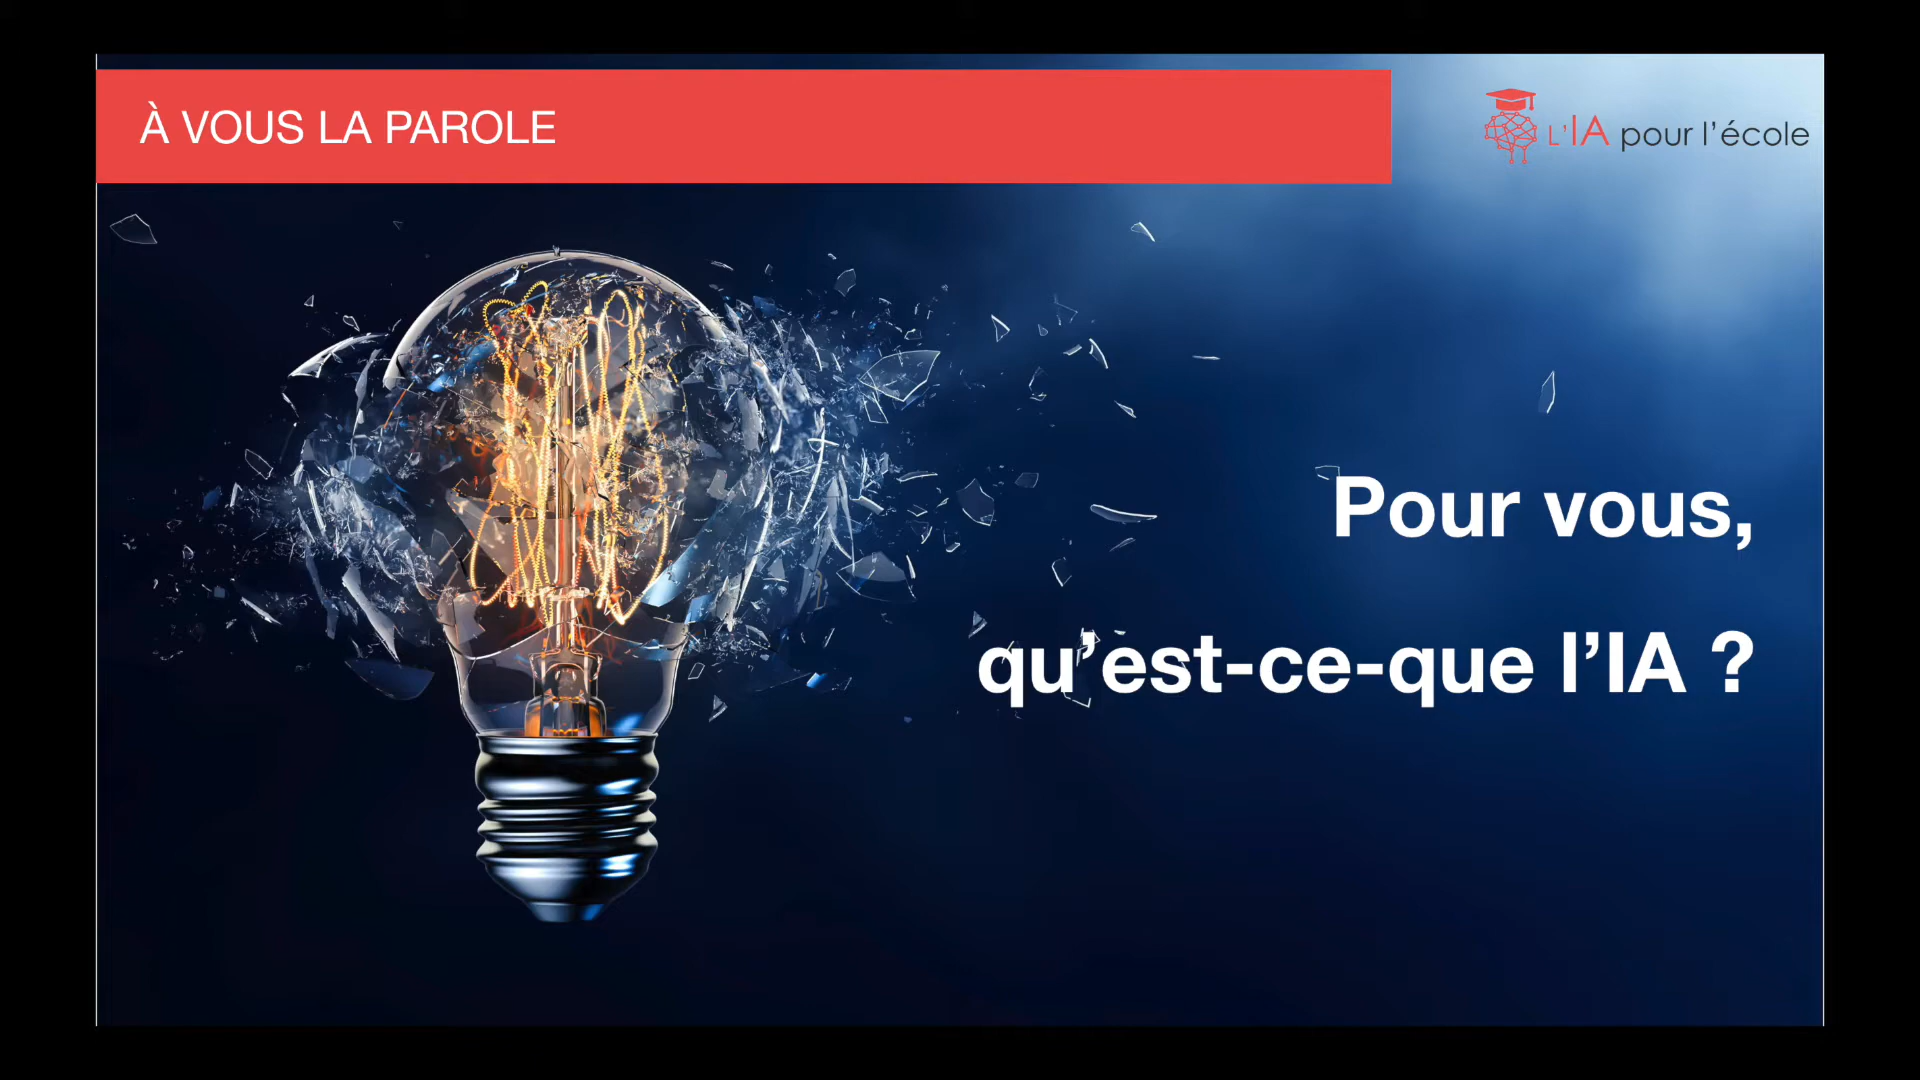 À VOUS LA PAROLE
L'IA pour l'école
Pour vous,
qu’est-ce-que l’IA ?